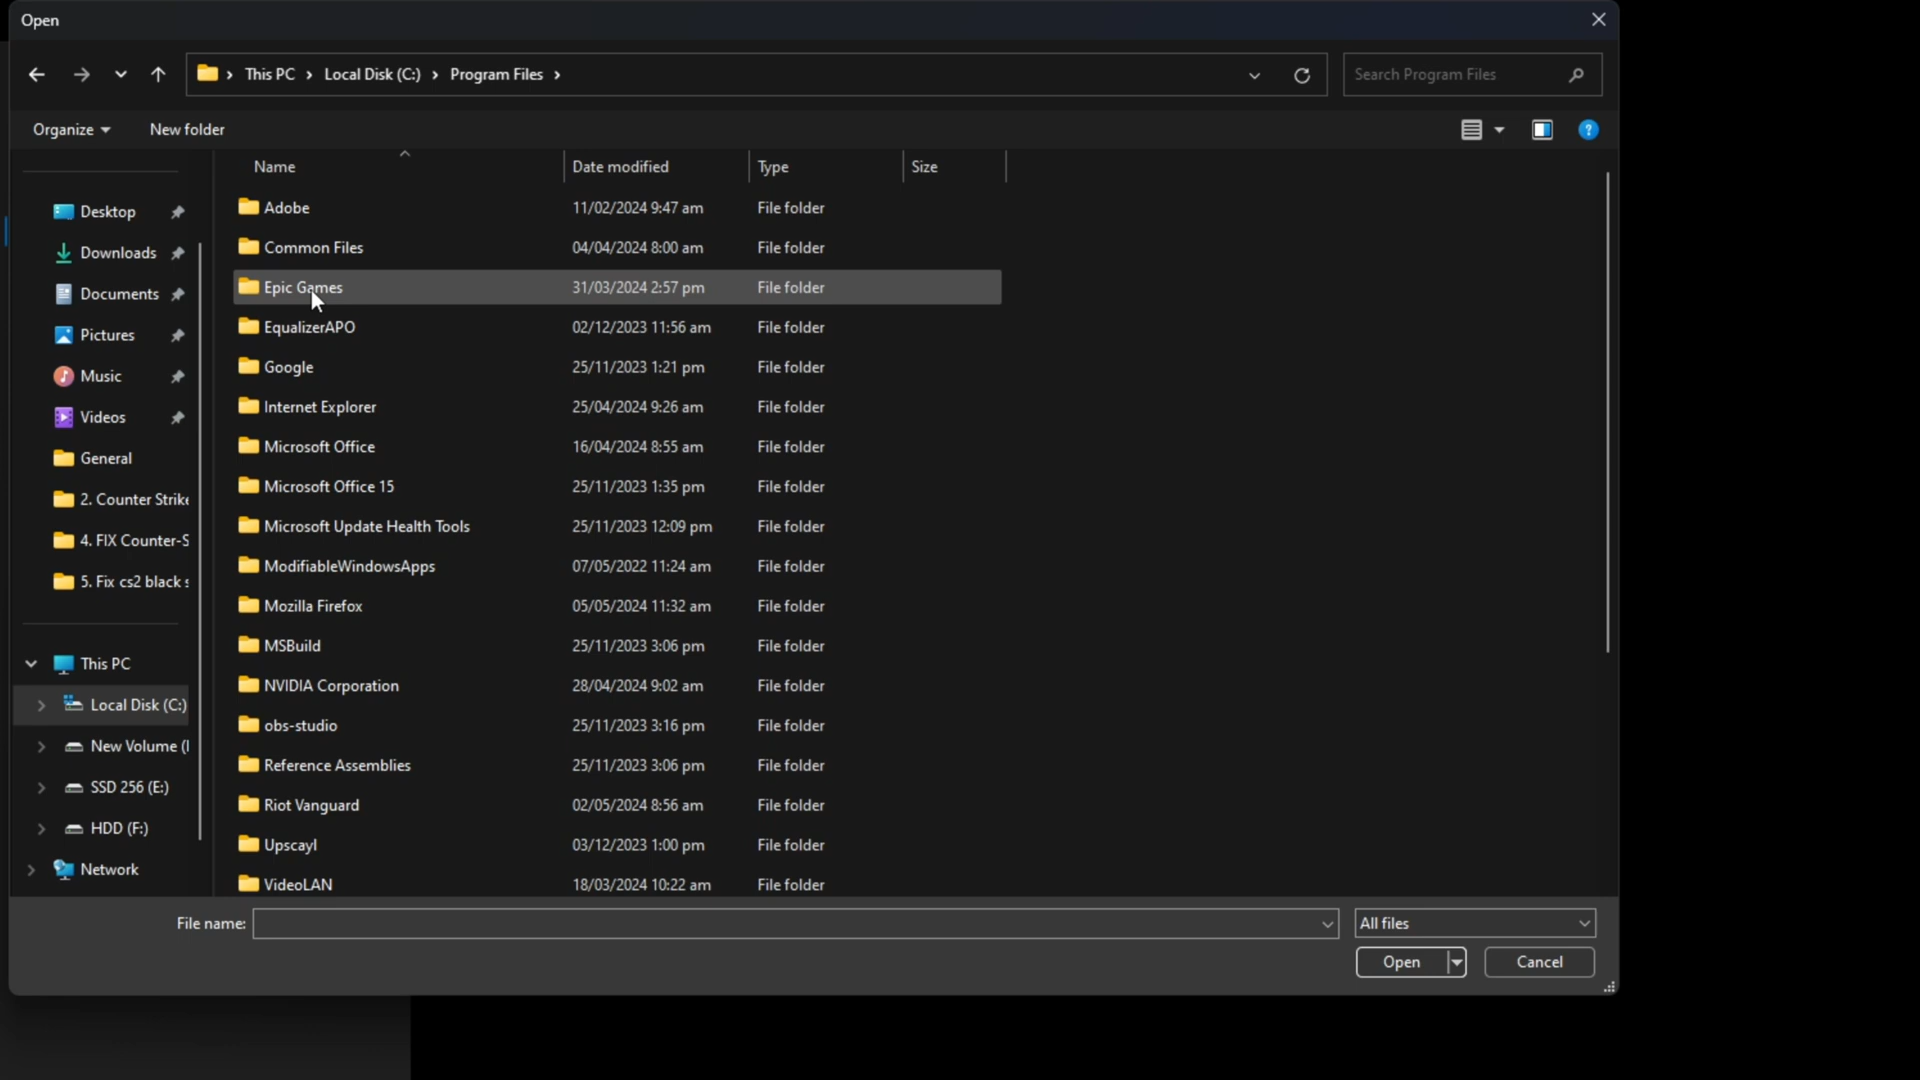 Open
This PC > Local Disk (C:) > Program Files >
Search Program Files
Organize
New folder
Name
Date modified
Type
Size
Desktop
Downloads
Documents
Pictures
Music
Videos
General
2. Counter Strike
4. FIX Counter-S
5. Fix cs2 black s
This PC
Local Disk (C:)
New Volume (
SSD 256 (E:)
HDD (F:)
Network
Adobe 11/02/2024 9:47 am File folder
Common Files 04/04/2024 8:00 am File folder
Epic Games 31/03/2024 2:57 pm File folder
EqualizerAPO 02/12/2023 11:56 am File folder
Google 25/11/2023 1:21 pm File folder
Internet Explorer 25/04/2024 9:26 am File folder
Microsoft Office 16/04/2024 8:55 am File folder
Microsoft Office 15 25/11/2023 1:35 pm File folder
Microsoft Update Health Tools 25/11/2023 12:09 pm File folder
ModifiableWindowsApps 07/05/2022 11:24 am File folder
Mozilla Firefox 05/05/2024 11:32 am File folder
MSBuild 25/11/2023 3:06 pm File folder
NVIDIA Corporation 28/04/2024 9:02 am File folder
obs-studio 25/11/2023 3:16 pm File folder
Reference Assemblies 25/11/2023 3:06 pm File folder
Riot Vanguard 02/05/2024 8:56 am File folder
Upscayl 03/12/2023 1:00 pm File folder
VideoLAN 18/03/2024 10:22 am File folder
File name:
All files
Open
Cancel